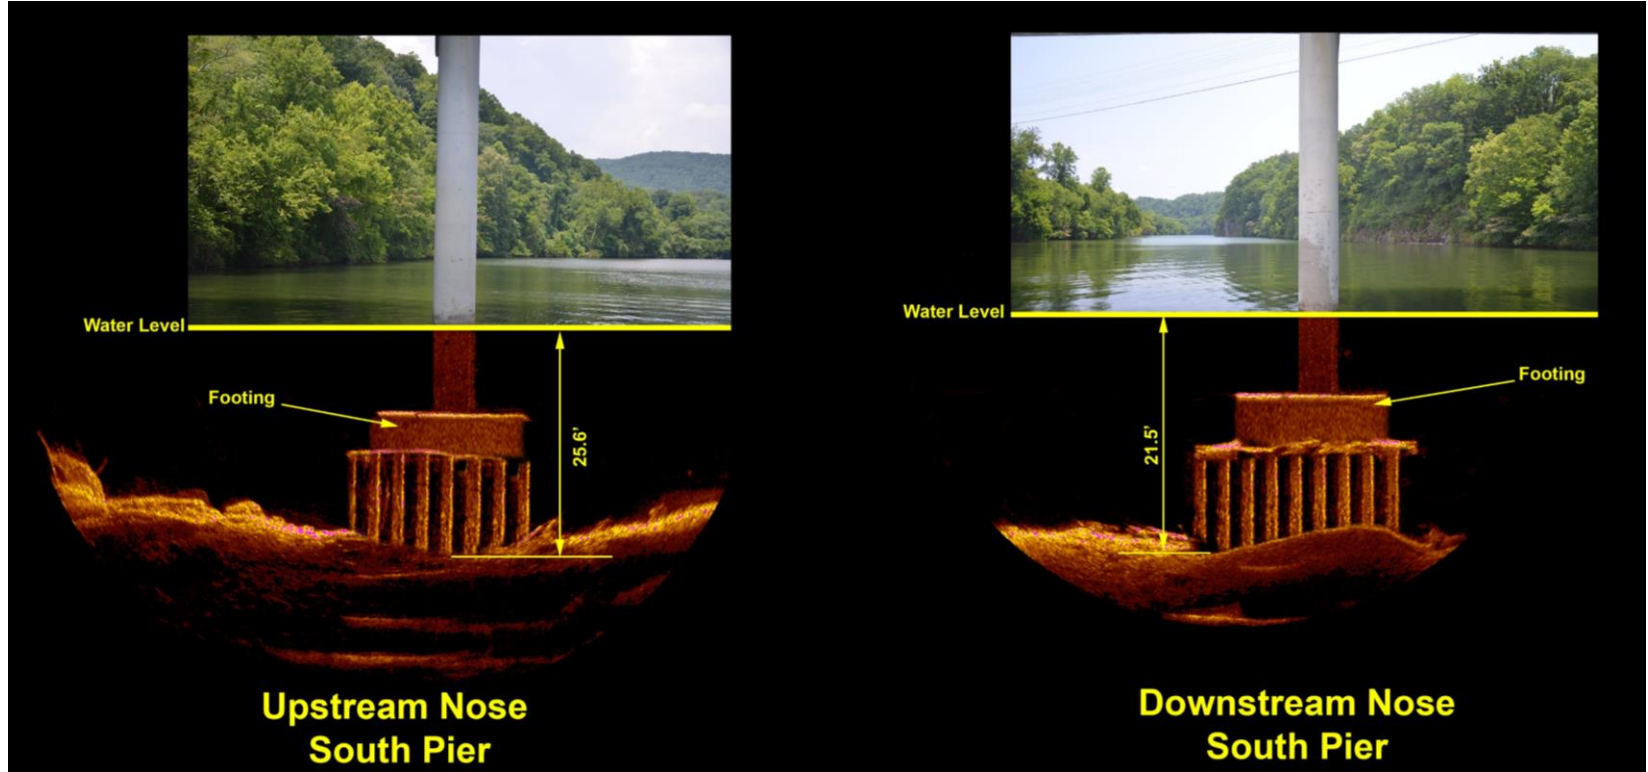 Water Level
Footing
25.6'
Upstream Nose
South Pier
Water Level
Footing
21.5'
Downstream Nose
South Pier